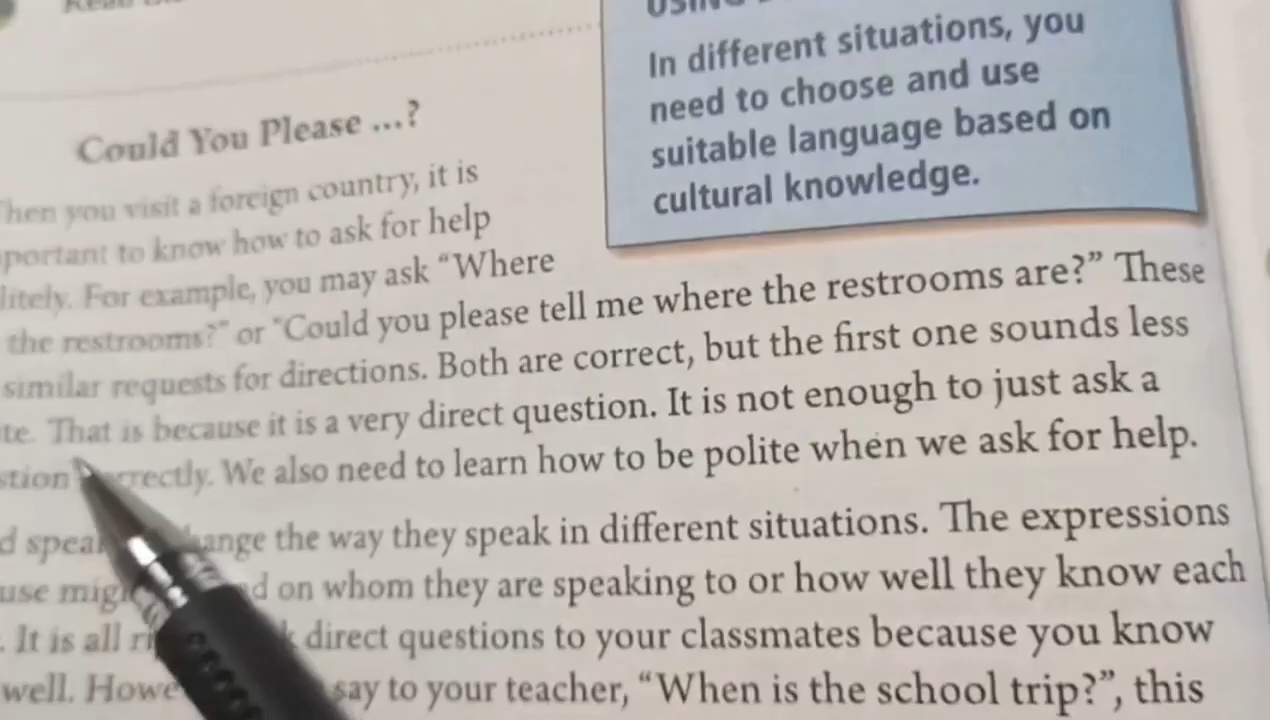 In different situations, you
need to choose and use
suitable language based on
cultural knowledge.
Could You Please ...?
hen you visit a foreign country, it is
portant to know how to ask for help
litely. For example, you may ask “Where
the restrooms?” or “Could you please tell me where the restrooms are?” These
similar requests for directions. Both are correct, but the first one sounds less
te. That is because it is a very direct question. It is not enough to just ask a
stion rrectly. We also need to learn how to be polite when we ask for help.
d speak ange the way they speak in different situations. The expressions
use mig d on whom they are speaking to or how well they know each
. It is all ri k direct questions to your classmates because you know
well. Howe say to your teacher, “When is the school trip?”, this